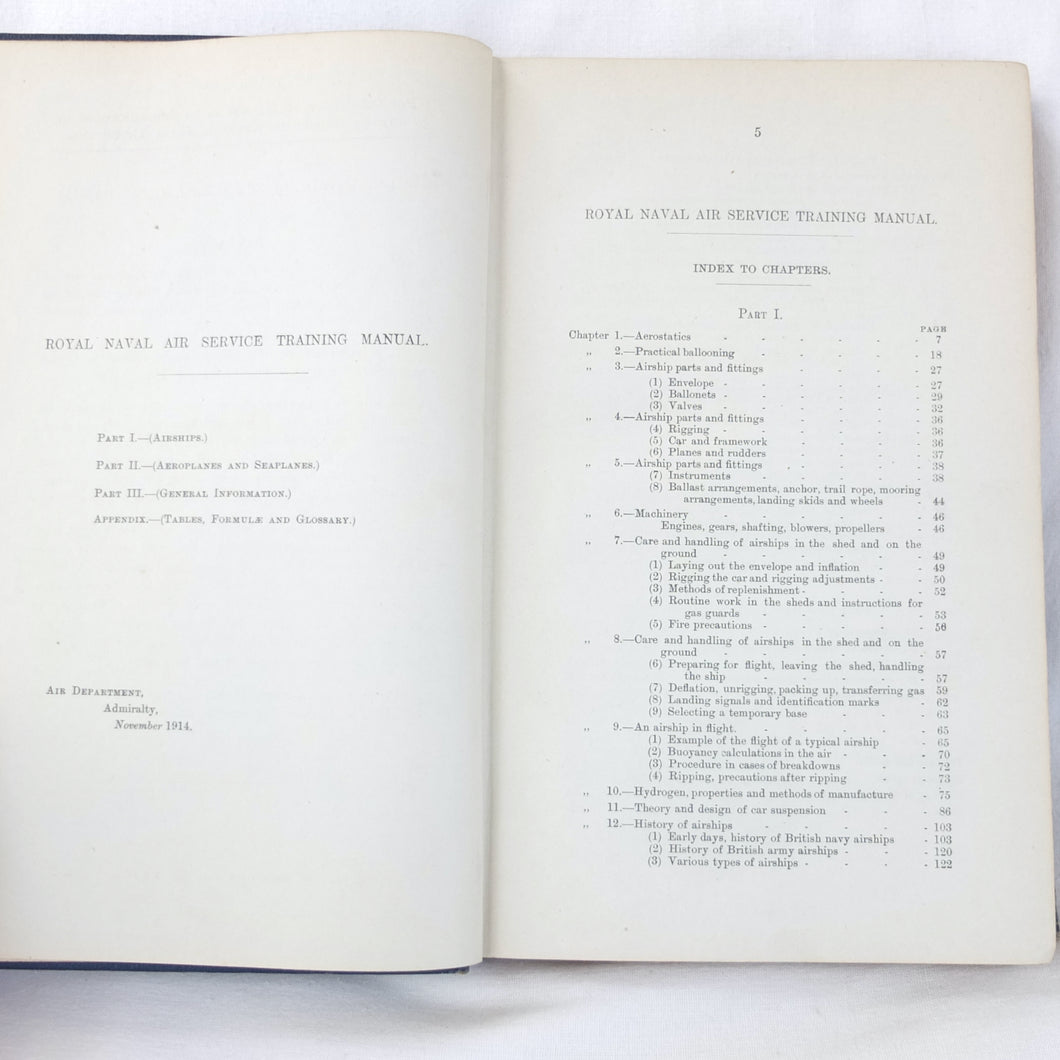 ROYAL NAVAL AIR SERVICE TRAINING MANUAL.
PART I.—(AIRSHIPS.)
PART II.—(AEROPLANES AND SEAPLANES.)
PART III.—(GENERAL INFORMATION.)
APPENDIX.—(TABLES, FORMULÆ AND GLOSSARY.)
AIR DEPARTMENT,
Admiralty,
November 1914.
5
ROYAL NAVAL AIR SERVICE TRAINING MANUAL.
INDEX TO CHAPTERS.
PART I.
PAGE
Chapter 1.—Aerostatics - - - - - - 7
„ 2.—Practical ballooning - - - - - 18
„ 3.—Airship parts and fittings - - - - 27
(1) Envelope - - - - - - 27
(2) Ballonets - - - - - - 29
(3) Valves - - - - - - 32
„ 4.—Airship parts and fittings - - - - 36
(4) Rigging - - - - - - 36
(5) Car and framework - - - - 36
(6) Planes and rudders - - - - 37
„ 5.—Airship parts and fittings - - - - 38
(7) Instruments - - - - - 38
(8) Ballast arrangements, anchor, trail rope, mooring
arrangements, landing skids and wheels - 44
„ 6.—Machinery - - - - - - 46
Engines, gears, shafting, blowers, propellers - 46
„ 7.—Care and handling of airships in the shed and on the
ground - - - - - - 49
(1) Laying out the envelope and inflation - - 49
(2) Rigging the car and rigging adjustments - - 50
(3) Methods of replenishment - - - - 52
(4) Routine work in the sheds and instructions for
gas guards - - - - - 53
(5) Fire precautions - - - - - 56
„ 8.—Care and handling of airships in the shed and on the
ground - - - - - - 57
(6) Preparing for flight, leaving the shed, handling
the ship - - - - - 57
(7) Deflation, unrigging, packing up, transferring gas 59
(8) Landing signals and identification marks - 62
(9) Selecting a temporary base - - - 63
„ 9.—An airship in flight. - - - - - 65
(1) Example of the flight of a typical airship - 65
(2) Buoyancy calculations in the air - - - 70
(3) Procedure in cases of breakdowns - - 72
(4) Ripping, precautions after ripping - - 73
„ 10.—Hydrogen, properties and methods of manufacture - 75
„ 11.—Theory and design of car suspension - - - 86
„ 12.—History of airships - - - - - 103
(1) Early days, history of British navy airships - 103
(2) History of British army airships - - - 120
(3) Various types of airships - - - - 122